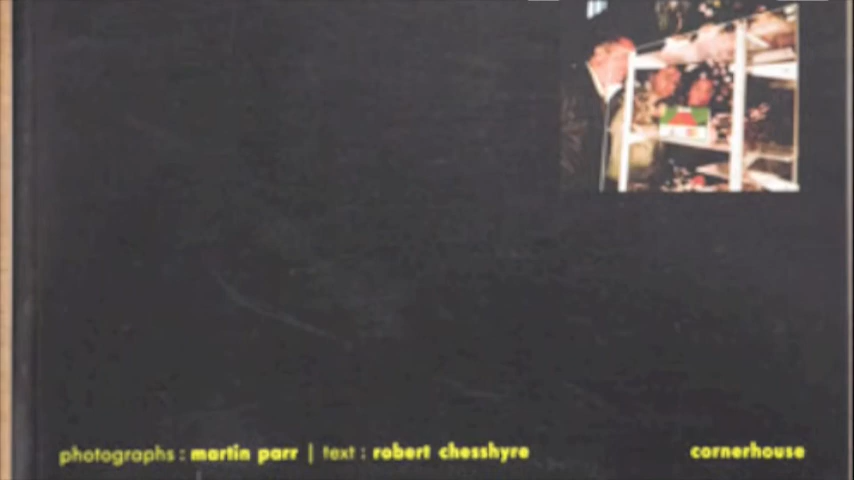 photographs : martin parr | text : robert chesshyre cornerhouse